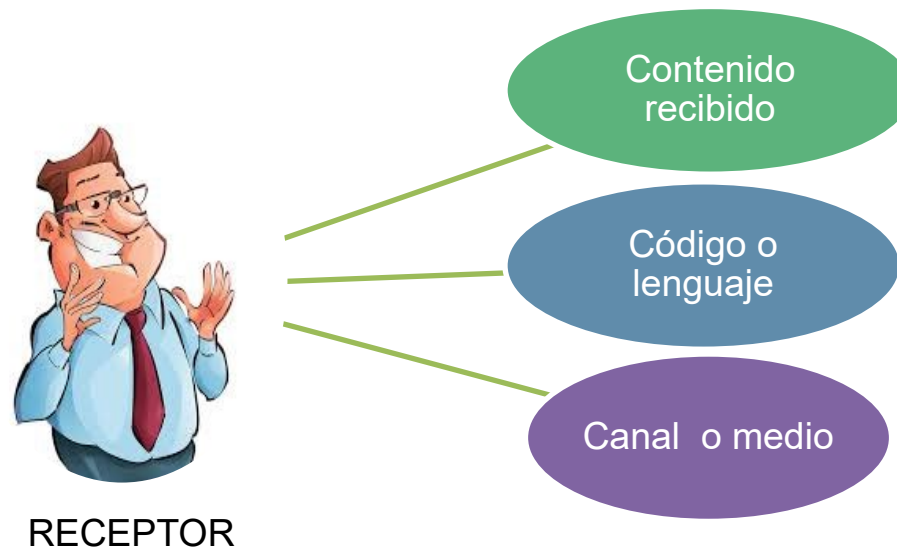 Contenido
recibido
Código o
lenguaje
Canal o medio
RECEPTOR